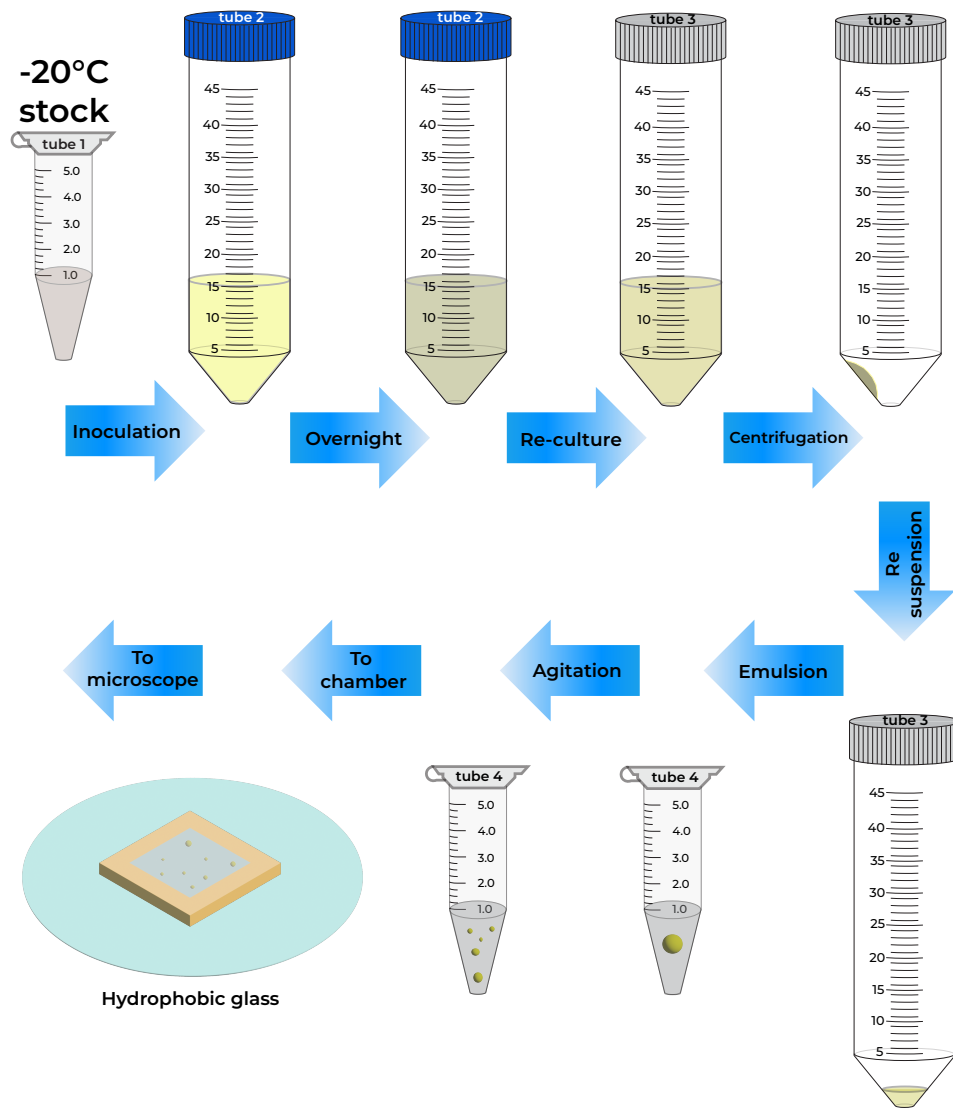 -20°C
stock
tube 1
5.0
4.0
3.0
2.0
1.0
tube 2
45
40
35
30
25
20
15
10
5
tube 2
45
40
35
30
25
20
15
10
5
tube 3
45
40
35
30
25
20
15
10
5
tube 3
45
40
35
30
25
20
15
10
5
Inoculation
Overnight
Re-culture
Centrifugation
Re
suspension
To
microscope
To
chamber
Agitation
Emulsion
tube 3
45
40
35
30
25
20
15
10
5
tube 4
5.0
4.0
3.0
2.0
1.0
tube 4
5.0
4.0
3.0
2.0
1.0
Hydrophobic glass